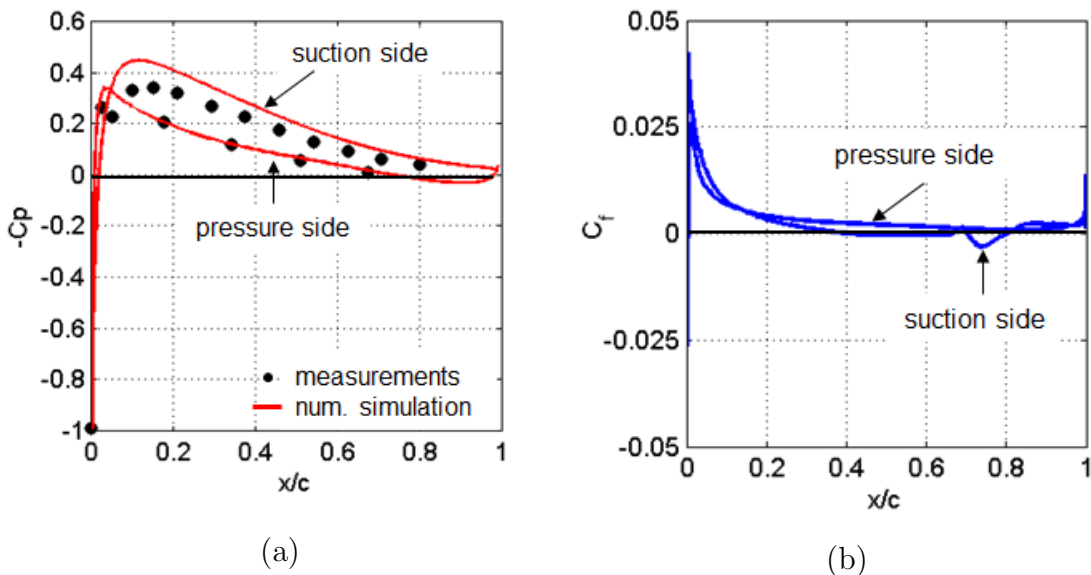 0.6
0.4
0.2
0
-0.2
-0.4
-0.6
-0.8
-1
-Cp
suction side
pressure side
measurements
num. simulation
0 0.2 0.4 0.6 0.8 1
x/c
(a)
0.05
0.025
0
-0.025
-0.05
C_f
pressure side
suction side
0 0.2 0.4 0.6 0.8 1
x/c
(b)